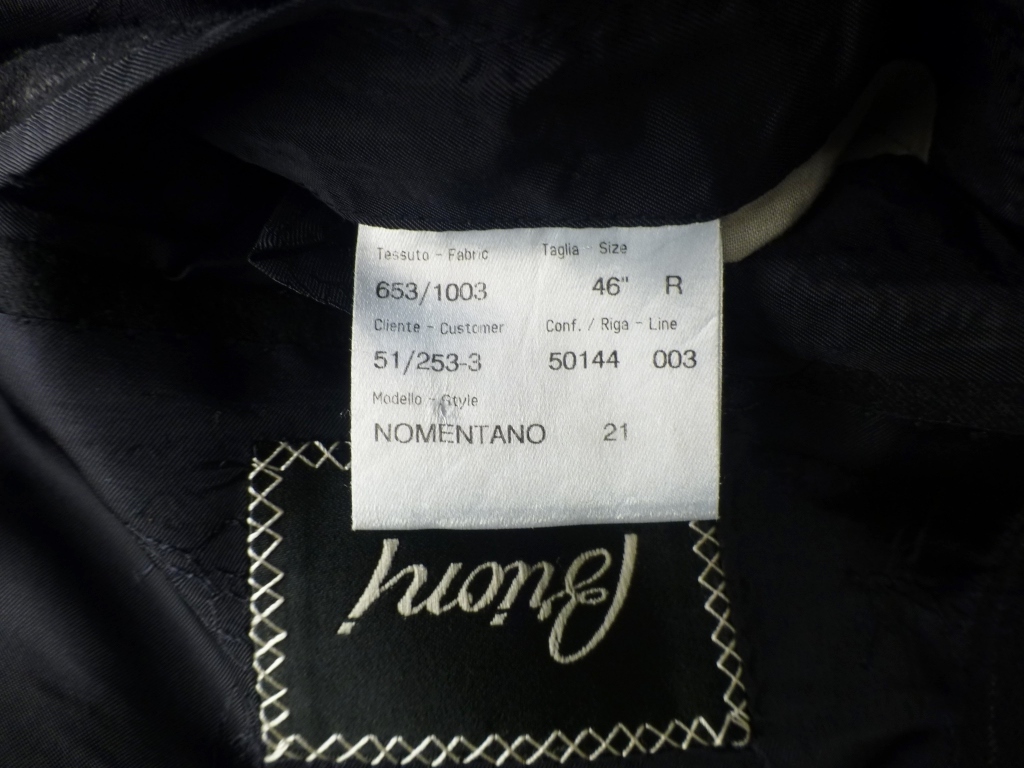 Tessuto - Fabric Taglia - Size
653/1003 46" R
Cliente - Customer Conf. / Riga - Line
51/253-3 50144 003
Modello - Style
NOMENTANO 21
Brioni